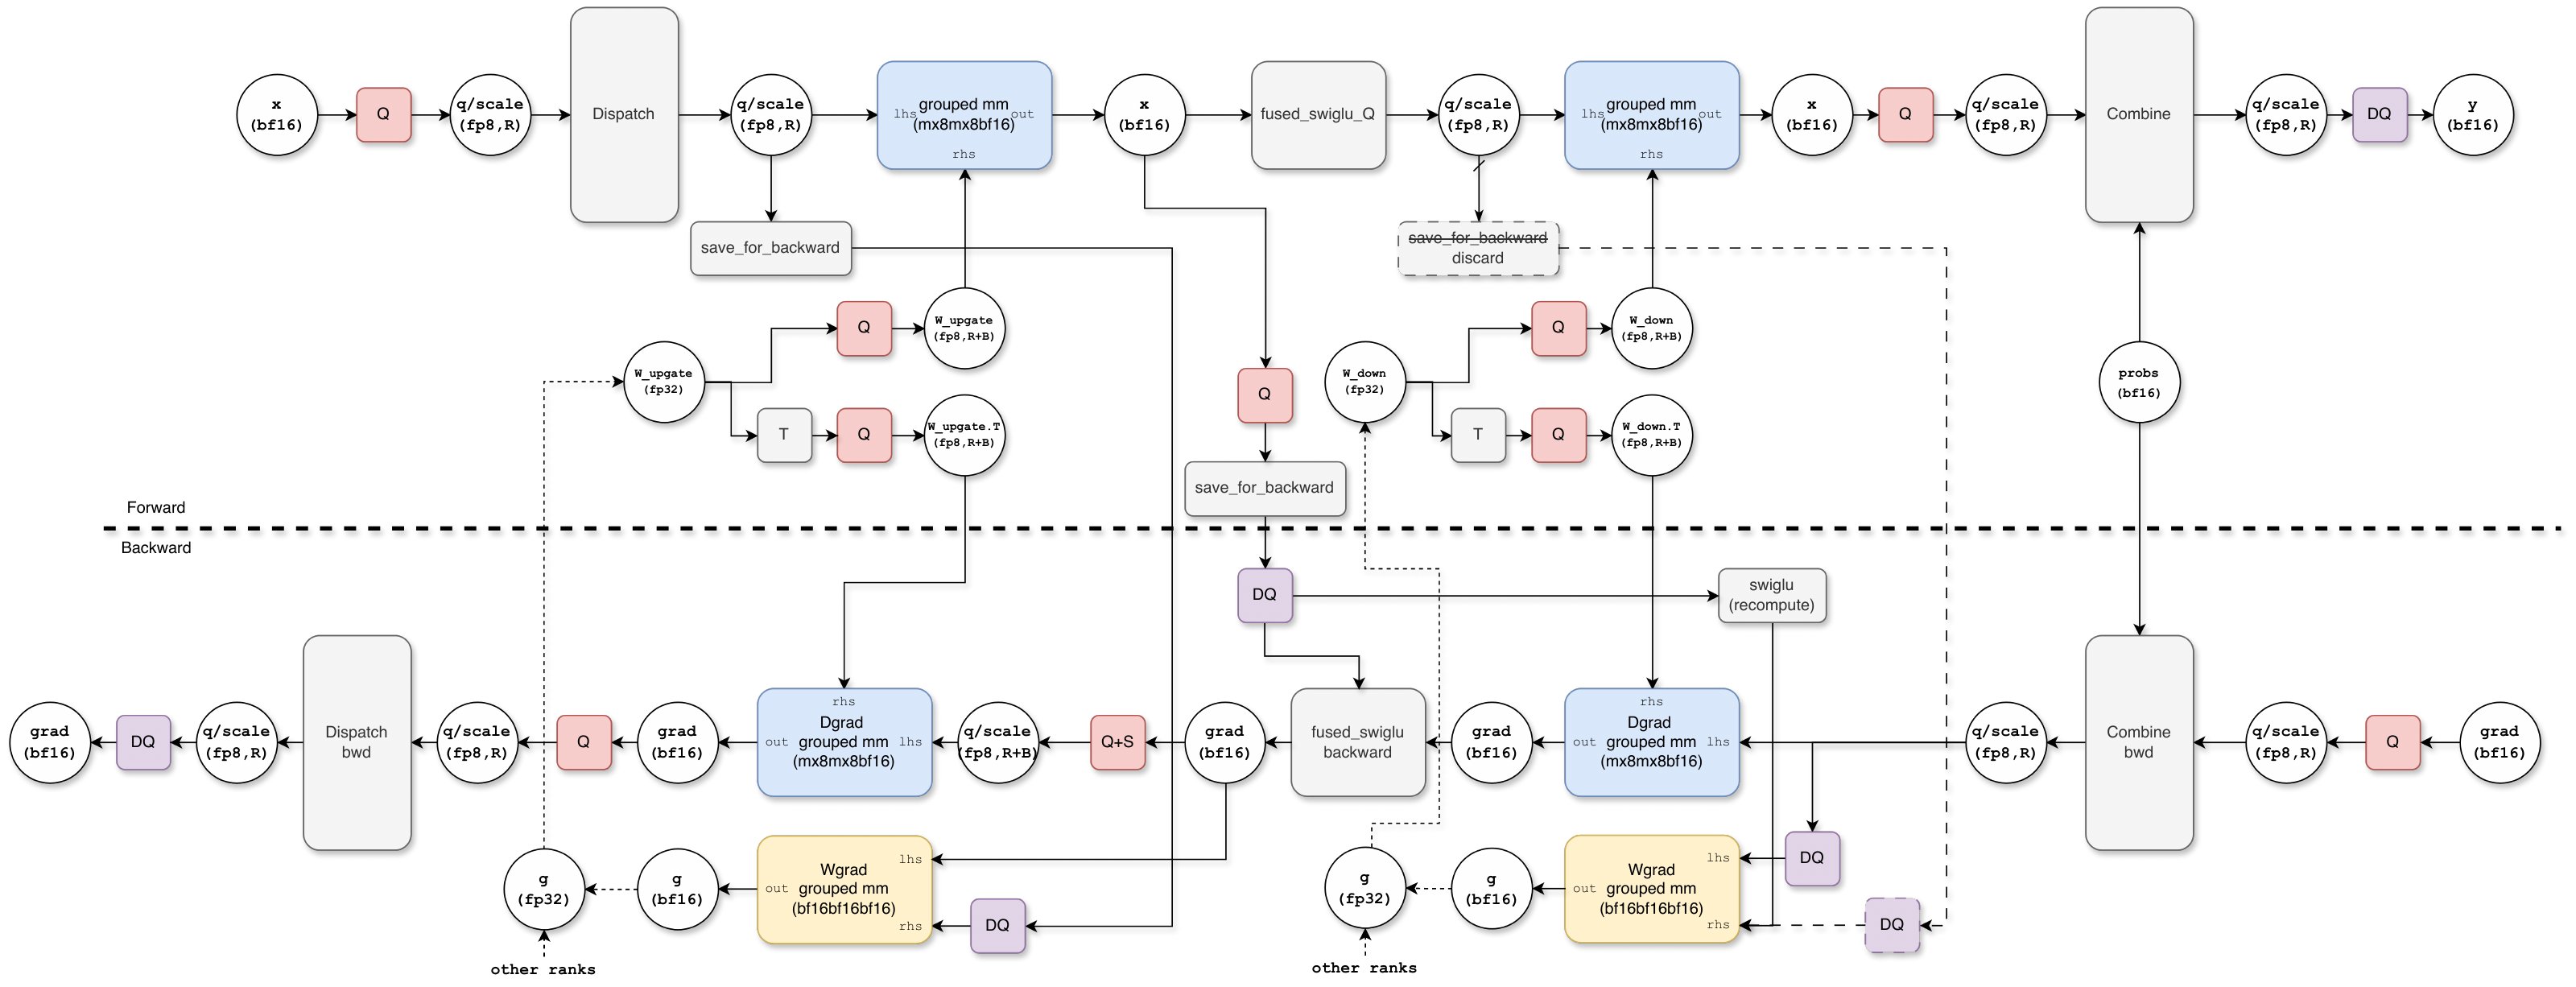 x
(bf16)
Q
q/scale
(fp8,R)
Dispatch
q/scale
(fp8,R)
grouped mm
(mx8mx8bf16)
lhs
out
rhs
x
(bf16)
fused_swiglu_Q
q/scale
(fp8,R)
grouped mm
(mx8mx8bf16)
lhs
out
rhs
x
(bf16)
Q
q/scale
(fp8,R)
Combine
q/scale
(fp8,R)
DQ
y
(bf16)
save_for_backward
save_for_backward
discard
Q
W_upgate
(fp8,R+B)
W_upgate
(fp32)
T
Q
W_upgate.T
(fp8,R+B)
Q
save_for_backward
Q
W_down
(fp8,R+B)
W_down
(fp32)
T
Q
W_down.T
(fp8,R+B)
probs
(bf16)
Forward
Backward
DQ
swiglu
(recompute)
grad
(bf16)
DQ
q/scale
(fp8,R)
Dispatch
bwd
q/scale
(fp8,R)
Q
grad
(bf16)
rhs
Dgrad
out
grouped mm
lhs
(mx8mx8bf16)
q/scale
(fp8,R+B)
Q+S
grad
(bf16)
fused_swiglu
backward
grad
(bf16)
rhs
Dgrad
out
grouped mm
lhs
(mx8mx8bf16)
q/scale
(fp8,R)
Combine
bwd
q/scale
(fp8,R)
Q
grad
(bf16)
g
(fp32)
g
(bf16)
lhs
Wgrad
out
grouped mm
(bf16bf16bf16)
rhs
DQ
g
(fp32)
g
(bf16)
lhs
Wgrad
out
grouped mm
(bf16bf16bf16)
rhs
DQ
DQ
other ranks
other ranks